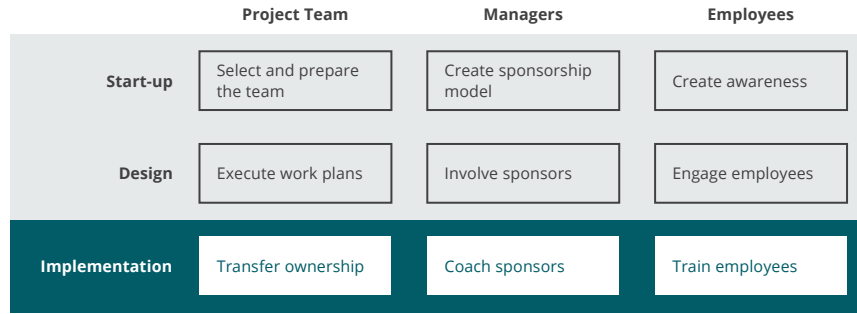 Project Team
Managers
Employees
Start-up
Select and prepare
the team
Create sponsorship
model
Create awareness
Design
Execute work plans
Involve sponsors
Engage employees
Implementation
Transfer ownership
Coach sponsors
Train employees